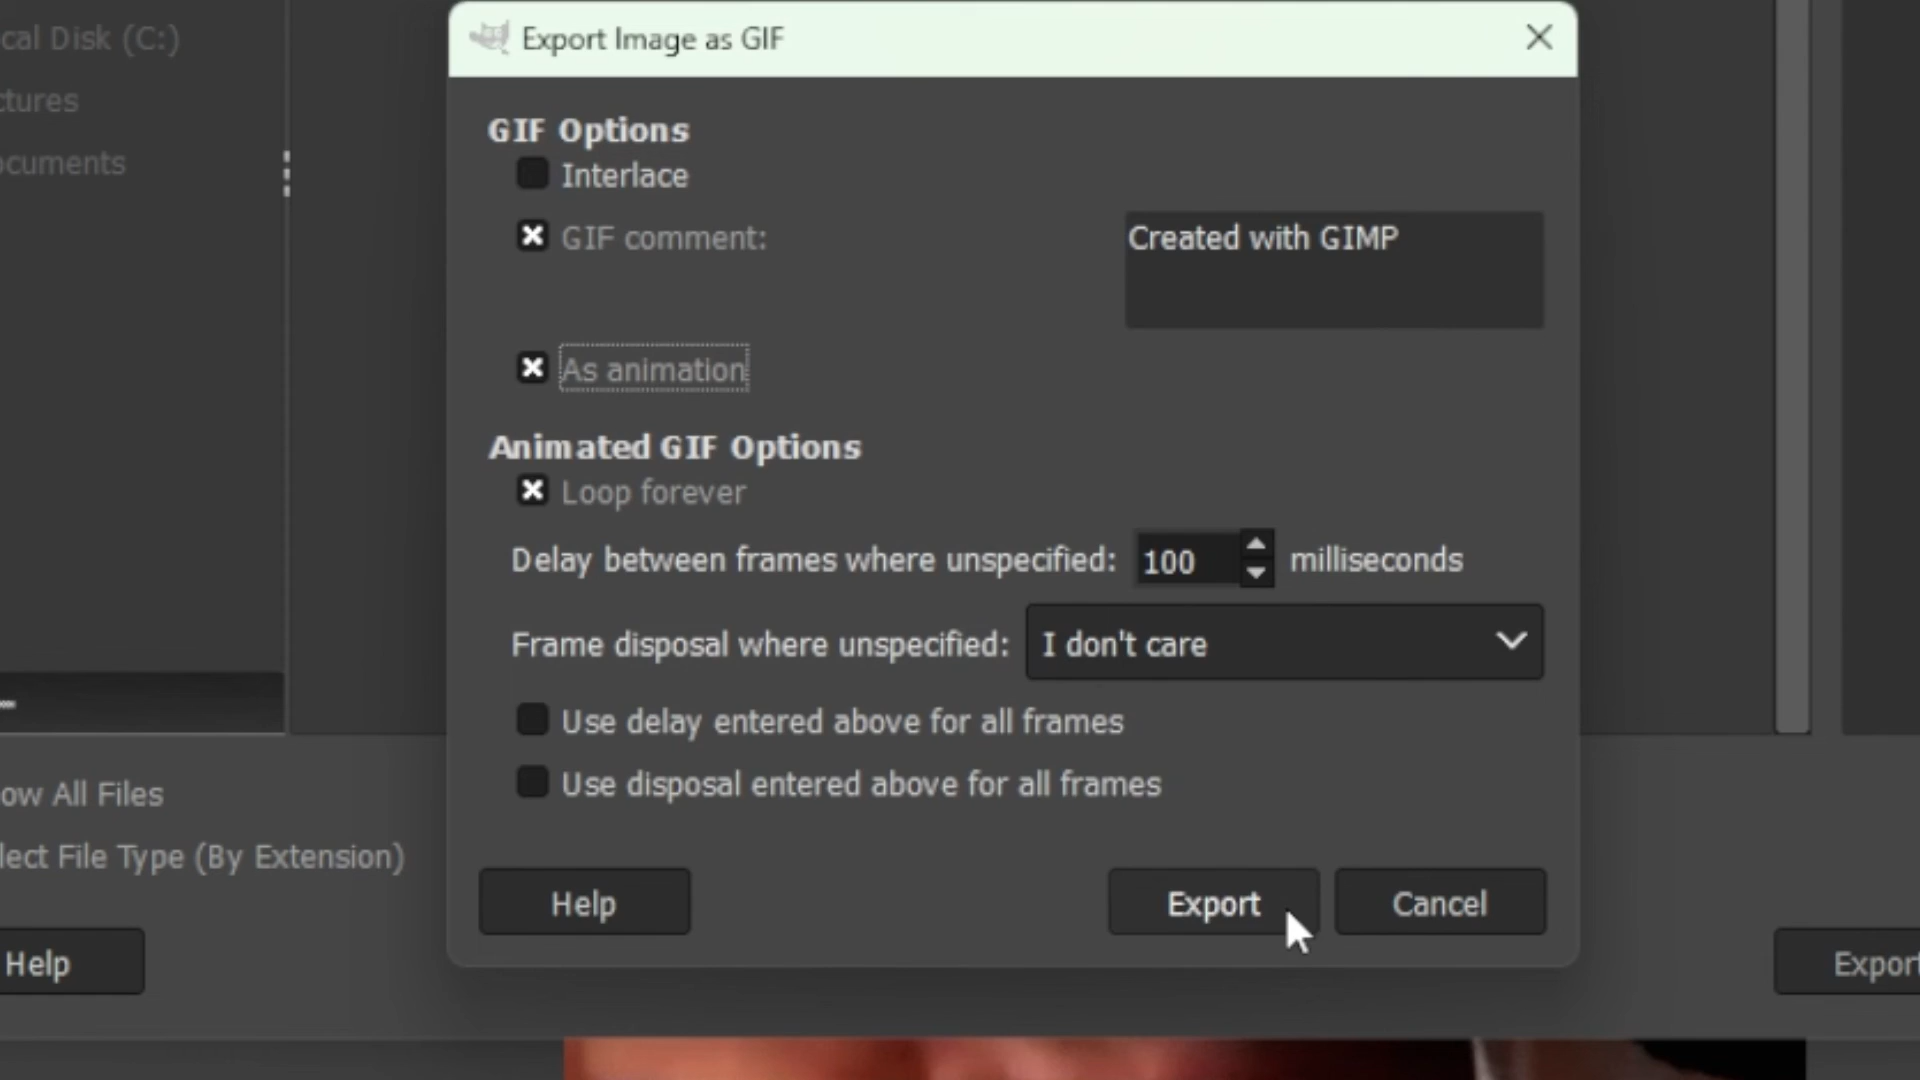 Export Image as GIF
cal Disk (C:)
ctures
ocuments
GIF Options
Interlace
GIF comment:
Created with GIMP
As animation
Animated GIF Options
Loop forever
Delay between frames where unspecified: 100 milliseconds
Frame disposal where unspecified: I don't care
Use delay entered above for all frames
Use disposal entered above for all frames
ow All Files
lect File Type (By Extension)
Help Export Cancel
Help Export